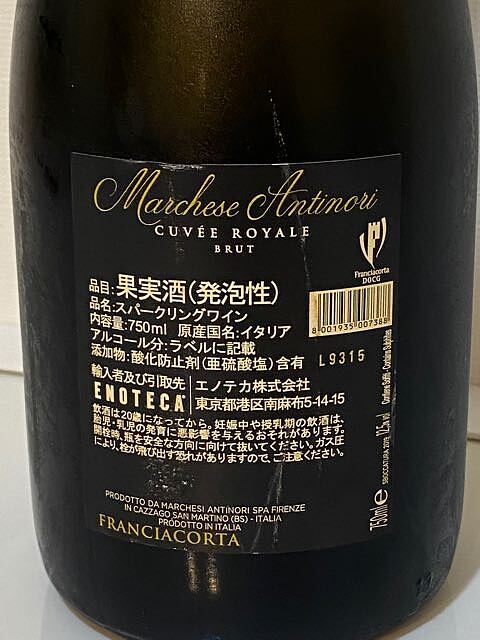 Marchese Antinori
CUVÉE ROYALE
BRUT
Franciacorta
DOCG
品目:果実酒(発泡性)
品名:スパークリングワイン
内容量:750ml 原産国名:イタリア
アルコール分:ラベルに記載
添加物:酸化防止剤(亜硫酸塩)含有
8 001935 007388
L9315
輸入者及び引取先
ENOTECA
エノテカ株式会社
東京都港区南麻布5-14-15
飲酒は20歳になってから。妊娠中や授乳期の飲酒は、
胎児・乳児の発育に悪影響を与えるおそれがあります。
開栓時、瓶を安全な方向に向けて抜いてください。ガス圧
により、栓が飛び出す恐れがありますので、ご注意ください。
PRODOTTO DA MARCHESI ANTINORI SPA FIRENZE
IN CAZZAGO SAN MARTINO (BS) - ITALIA
PRODOTTO IN ITALIA
FRANCIACORTA
750ml e
12,5% vol
Contiene Solfiti - Contains Sulphites